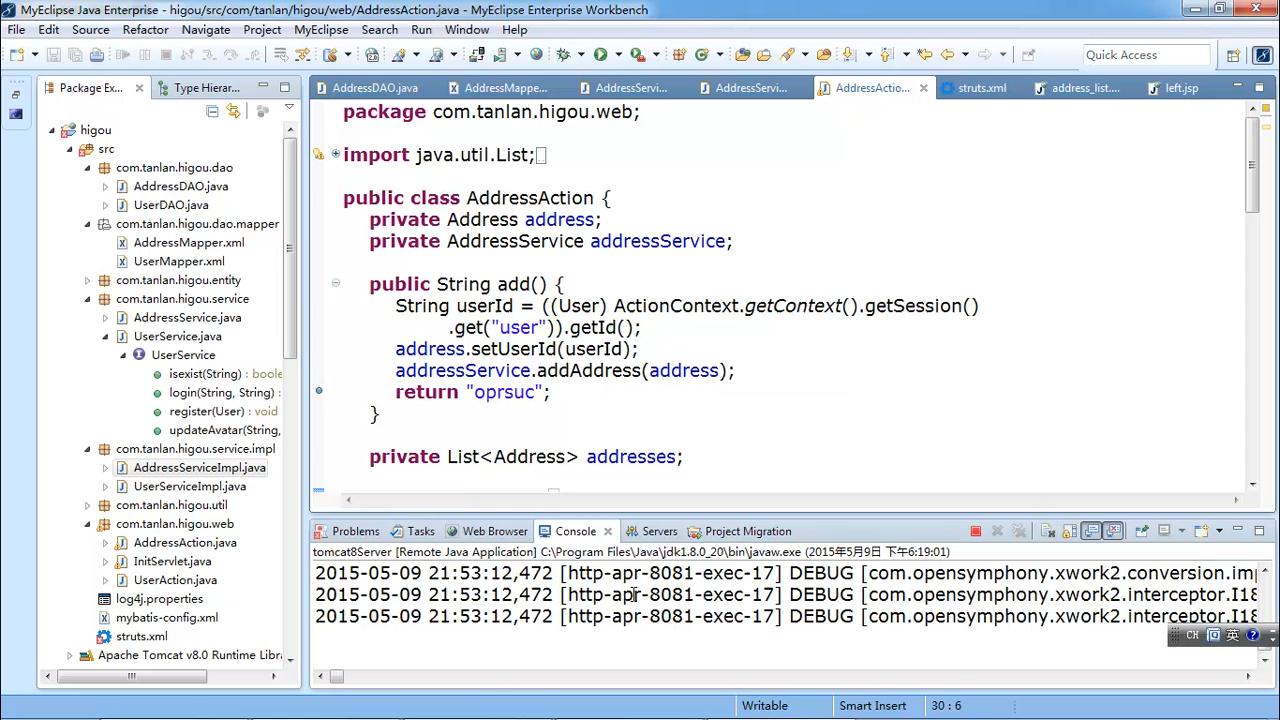 MyEclipse Java Enterprise - higou/src/com/tanlan/higou/web/AddressAction.java - MyEclipse Enterprise Workbench
File Edit Source Refactor Navigate Project MyEclipse Search Run Window Help
Quick Access
Package Ex... Type Hierar...
AddressDAO.java AddressMappe... AddressServi... AddressServi... AddressActio... struts.xml address_list.... left.jsp
higou
src
com.tanlan.higou.dao
AddressDAO.java
UserDAO.java
com.tanlan.higou.dao.mapper
AddressMapper.xml
UserMapper.xml
com.tanlan.higou.entity
com.tanlan.higou.service
AddressService.java
UserService.java
UserService
isexist(String) : boole
login(String, String) :
register(User) : void
updateAvatar(String,
com.tanlan.higou.service.impl
AddressServiceImpl.java
UserServiceImpl.java
com.tanlan.higou.util
com.tanlan.higou.web
AddressAction.java
InitServlet.java
UserAction.java
log4j.properties
mybatis-config.xml
struts.xml
Apache Tomcat v8.0 Runtime Libra
package com.tanlan.higou.web;
import java.util.List;
public class AddressAction {
private Address address;
private AddressService addressService;
public String add() {
String userId = ((User) ActionContext.getContext().getSession()
.get("user")).getId();
address.setUserId(userId);
addressService.addAddress(address);
return "oprsuc";
}
private List<Address> addresses;
Problems Tasks Web Browser Console Servers Project Migration
tomcat8Server [Remote Java Application] C:\Program Files\Java\jdk1.8.0_20\bin\javaw.exe (2015年5月9日 下午6:19:01)
2015-05-09 21:53:12,472 [http-apr-8081-exec-17] DEBUG [com.opensymphony.xwork2.conversion.imp
2015-05-09 21:53:12,472 [http-apr-8081-exec-17] DEBUG [com.opensymphony.xwork2.interceptor.I18
2015-05-09 21:53:12,472 [http-apr-8081-exec-17] DEBUG [com.opensymphony.xwork2.interceptor.I18
CH 英
Writable Smart Insert 30 : 6